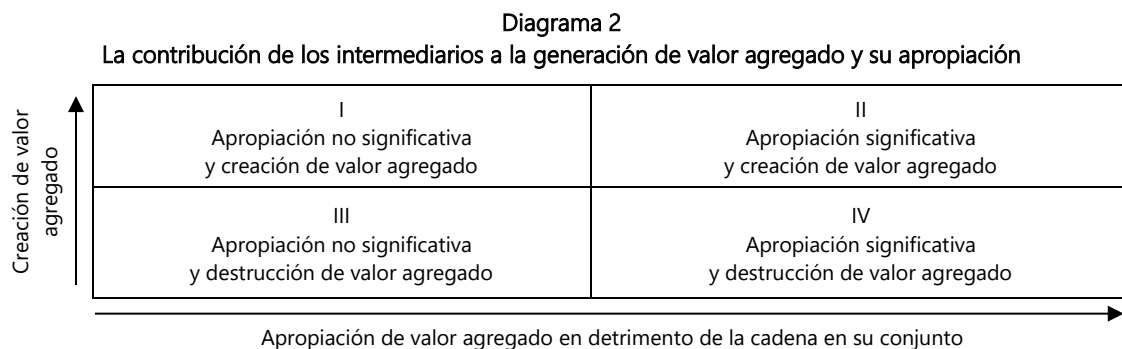 Diagrama 2
La contribución de los intermediarios a la generación de valor agregado y su apropiación
Creación de valor
agregado
I
Apropiación no significativa
y creación de valor agregado
II
Apropiación significativa
y creación de valor agregado
III
Apropiación no significativa
y destrucción de valor agregado
IV
Apropiación significativa
y destrucción de valor agregado
Apropiación de valor agregado en detrimento de la cadena en su conjunto